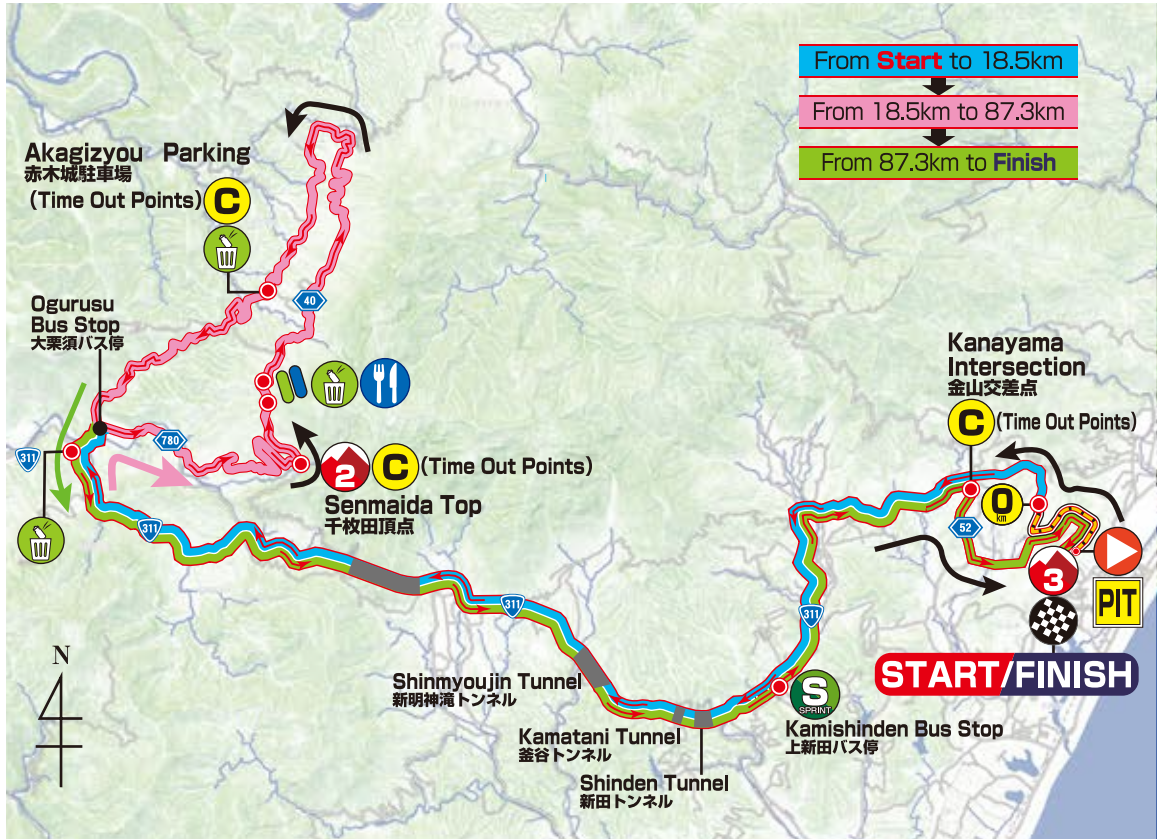 From Start to 18.5km
From 18.5km to 87.3km
From 87.3km to Finish
Akagizyou Parking
赤木城駐車場
(Time Out Points)
C
40
Ogurusu
Bus Stop
大栗須バス停
780
311
2
C
(Time Out Points)
Senmaida Top
千枚田頂点
311
Kanayama
Intersection
金山交差点
C
(Time Out Points)
0
km
52
3
PIT
START/FINISH
311
311
S
SPRINT
Kamishinden Bus Stop
上新田バス停
Shinmyoujin Tunnel
新明神滝トンネル
Kamatani Tunnel
釜谷トンネル
Shinden Tunnel
新田トンネル
N